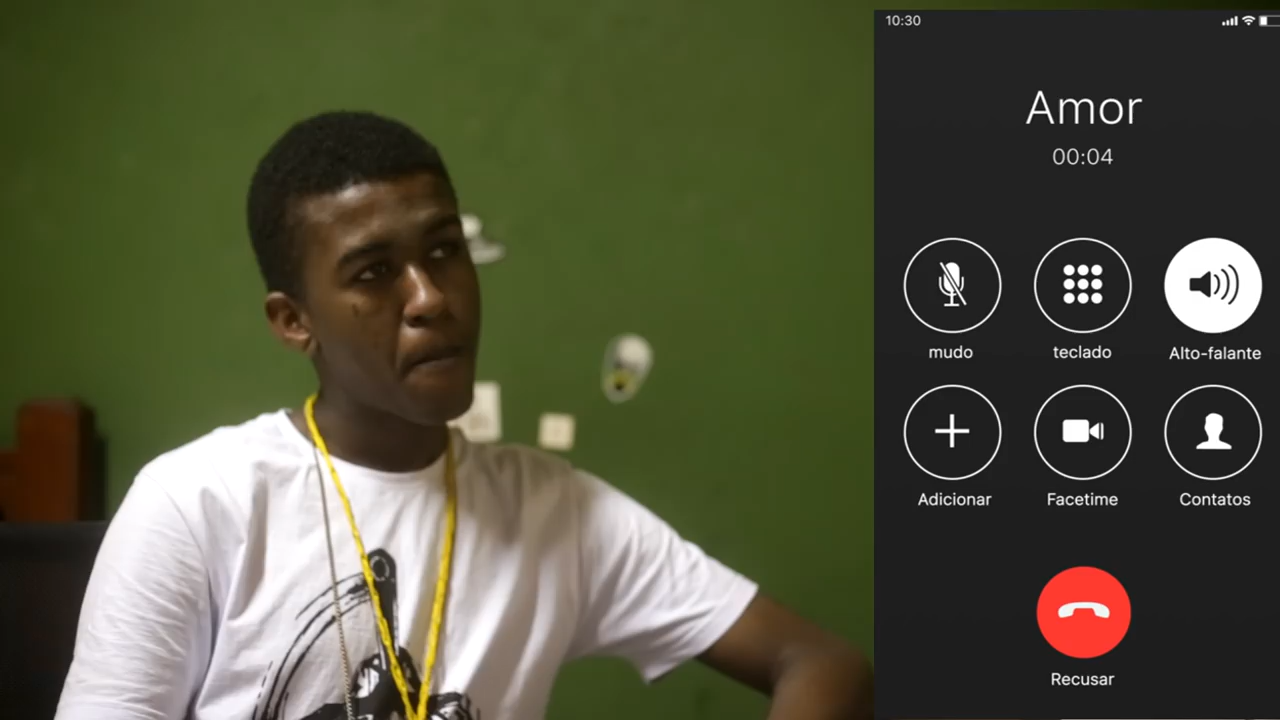 10:30
Amor
00:04
mudo teclado Alto-falante
Adicionar Facetime Contatos
Recusar